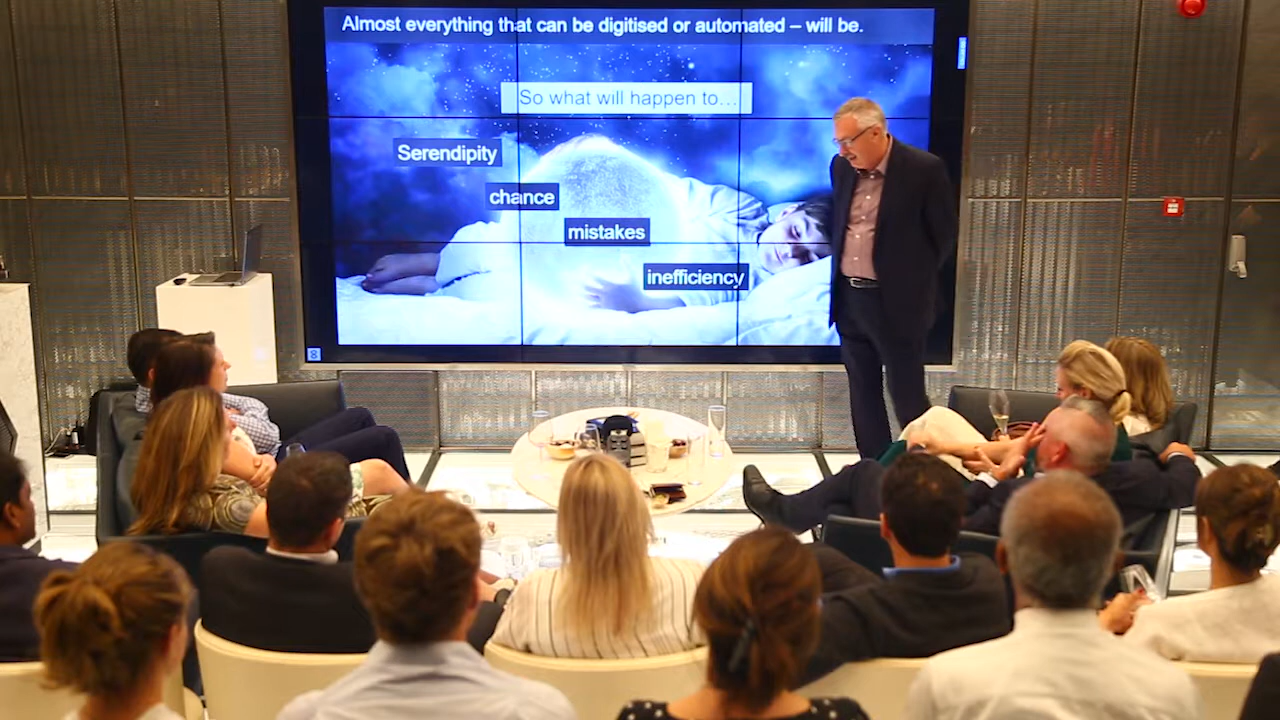 Almost everything that can be digitised or automated – will be.
So what will happen to…
Serendipity
chance
mistakes
inefficiency
8